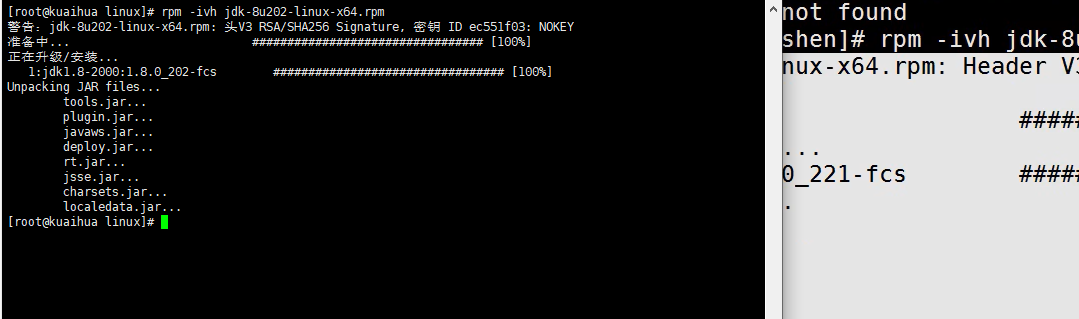 [root@kuaihua linux]# rpm -ivh jdk-8u202-linux-x64.rpm
警告：jdk-8u202-linux-x64.rpm: 头V3 RSA/SHA256 Signature, 密钥 ID ec551f03: NOKEY
准备中... ################################# [100%]
正在升级/安装...
1:jdk1.8-2000:1.8.0_202-fcs ################################# [100%]
Unpacking JAR files...
tools.jar...
plugin.jar...
javaws.jar...
deploy.jar...
rt.jar...
jsse.jar...
charsets.jar...
localedata.jar...
[root@kuaihua linux]#
not found
shen]# rpm -ivh jdk-8u
nux-x64.rpm: Header V3
#####
...
0_221-fcs #####
.